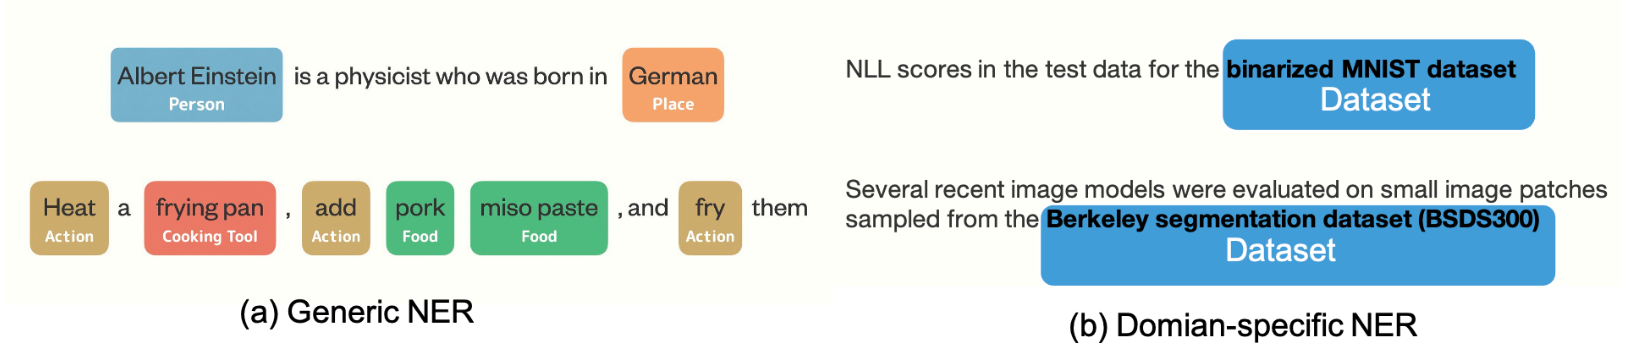 Albert Einstein is a physicist who was born in German
Person Place
Heat a frying pan , add pork miso paste , and fry them
Action Cooking Tool Action Food Food Action
(a) Generic NER
NLL scores in the test data for the binarized MNIST dataset
Dataset
Several recent image models were evaluated on small image patches
sampled from the Berkeley segmentation dataset (BSDS300)
Dataset
(b) Domian-specific NER